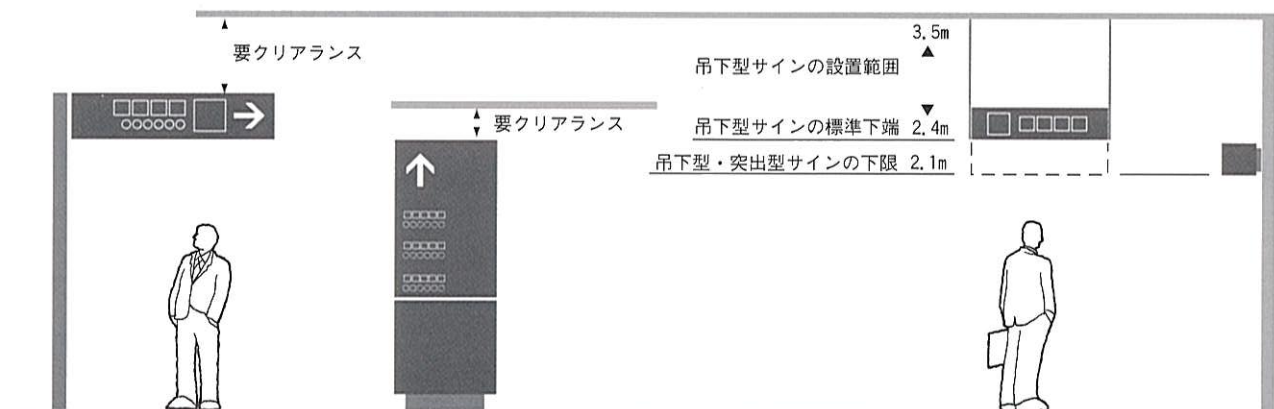 要クリアランス
要クリアランス
3.5m
▲
吊下型サインの設置範囲
▼
吊下型サインの標準下端 2.4m
吊下型・突出型サインの下限 2.1m